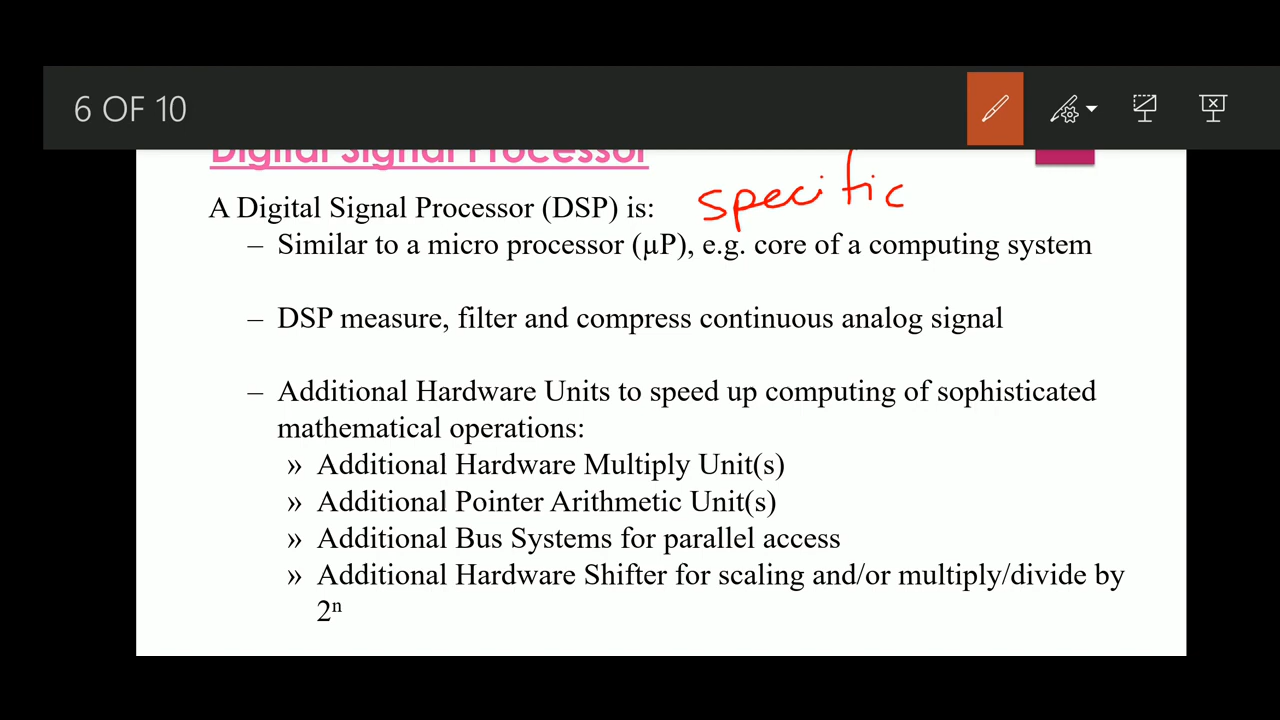 6 OF 10
Digital Signal Processor
specific
A Digital Signal Processor (DSP) is:
– Similar to a micro processor (µP), e.g. core of a computing system
– DSP measure, filter and compress continuous analog signal
– Additional Hardware Units to speed up computing of sophisticated
mathematical operations:
» Additional Hardware Multiply Unit(s)
» Additional Pointer Arithmetic Unit(s)
» Additional Bus Systems for parallel access
» Additional Hardware Shifter for scaling and/or multiply/divide by
2ⁿ